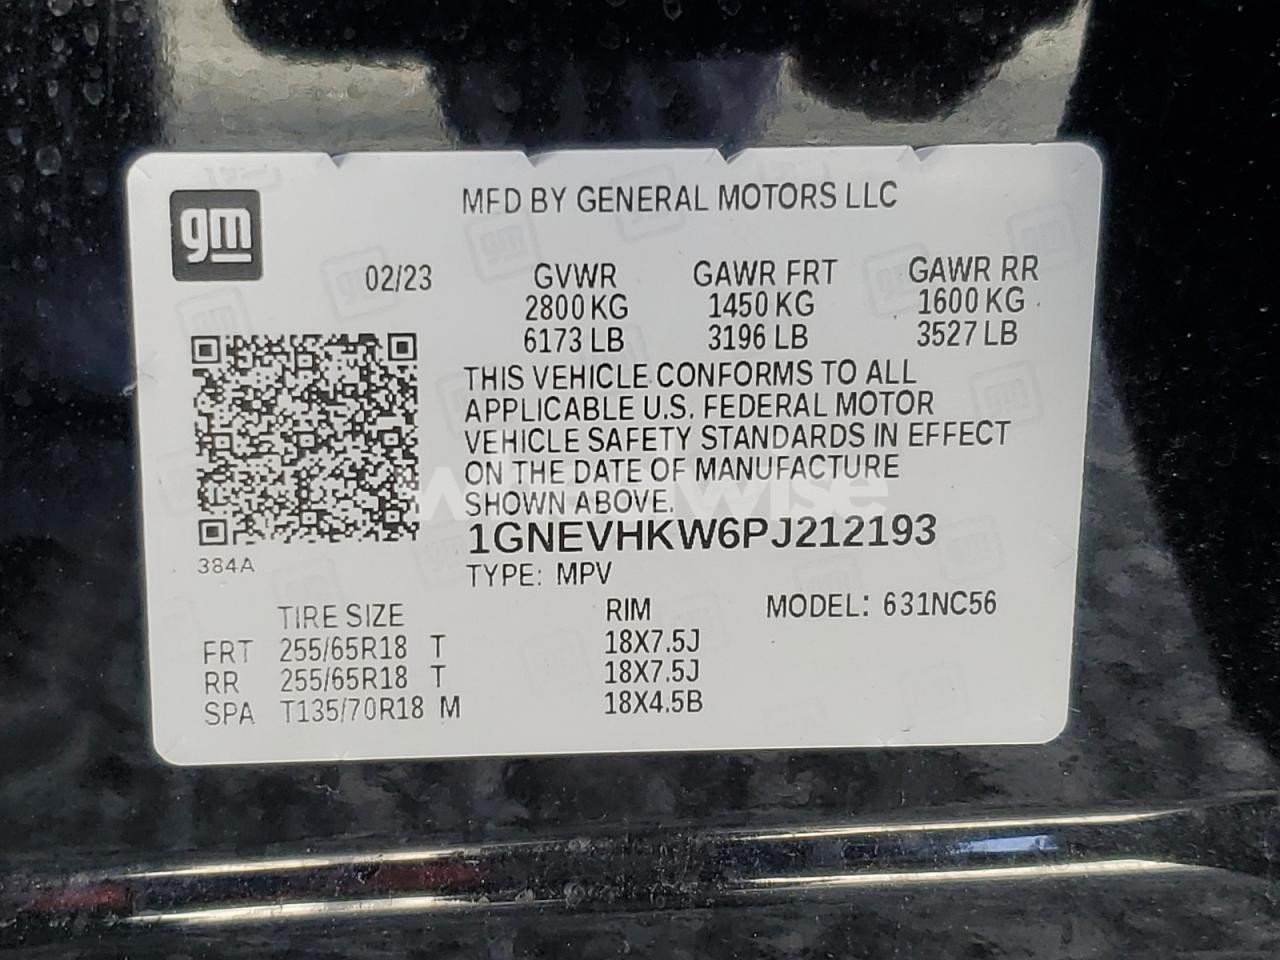 gm
MFD BY GENERAL MOTORS LLC
02/23 GVWR GAWR FRT GAWR RR
2800 KG 1450 KG 1600 KG
6173 LB 3196 LB 3527 LB
THIS VEHICLE CONFORMS TO ALL
APPLICABLE U.S. FEDERAL MOTOR
VEHICLE SAFETY STANDARDS IN EFFECT
ON THE DATE OF MANUFACTURE
SHOWN ABOVE.
1GNEVHKW6PJ212193
384A
TYPE: MPV
TIRE SIZE RIM MODEL: 631NC56
FRT 255/65R18 T 18X7.5J
RR 255/65R18 T 18X7.5J
SPA T135/70R18 M 18X4.5B